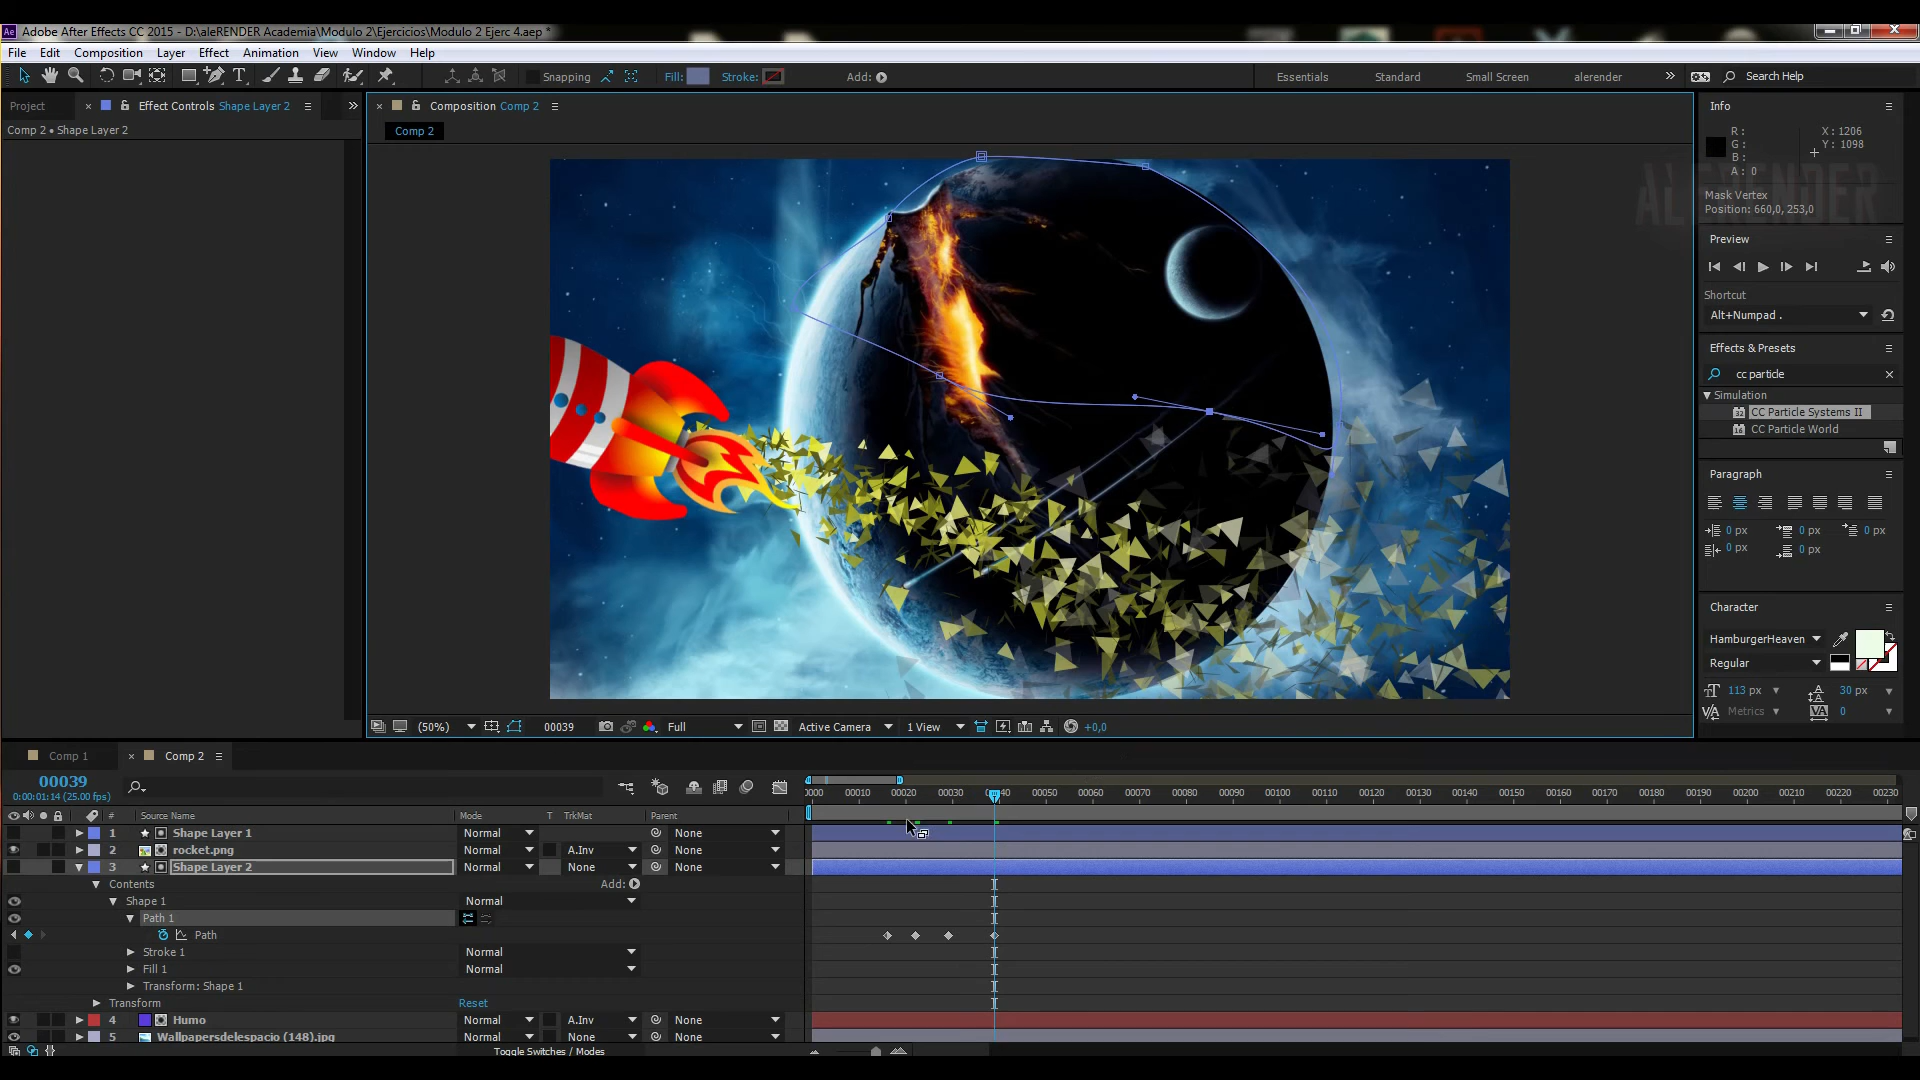 Adobe After Effects CC 2015 - D:\aleRENDER Academia\Modulo 2\Ejercicios\Modulo 2 Ejerc 4.aep *
File Edit Composition Layer Effect Animation View Window Help
Snapping Fill: Stroke: Add: Essentials Standard Small Screen alerender Search Help
Project Effect Controls Shape Layer 2 Composition Comp 2 Info
Comp 2 • Shape Layer 2 Comp 2
R : X : 1206
G : Y : 1098
B :
A : 0
ALERENDER
Mask Vertex
Position: 660,0, 253,0
Preview
Shortcut
Alt+Numpad .
Effects & Presets
cc particle
Simulation
CC Particle Systems II
CC Particle World
Paragraph
0 px 0 px 0 px
0 px 0 px
Character
HamburgerHeaven
Regular
113 px 30 px
Metrics 0
(50%) 00039 Full Active Camera 1 View +0,0
Comp 1 Comp 2
00039
0:00:01:14 (25.00 fps)
0000 00010 00020 00030 00050 00060 00070 00080 00090 00100 00110 00120 00130 00140 00150 00160 00170 00180 00190 00200 00210 00220 00230
# Source Name Mode T TrkMat Parent
1 Shape Layer 1 Normal None
2 rocket.png Normal A.Inv None
3 Shape Layer 2 Normal None None
Contents Add:
Shape 1 Normal
Path 1
Path
Stroke 1 Normal
Fill 1 Normal
Transform: Shape 1
Transform Reset
4 Humo Normal A.Inv None
5 Wallpapersdelespacio (148).jpg Normal None None
Toggle Switches / Modes